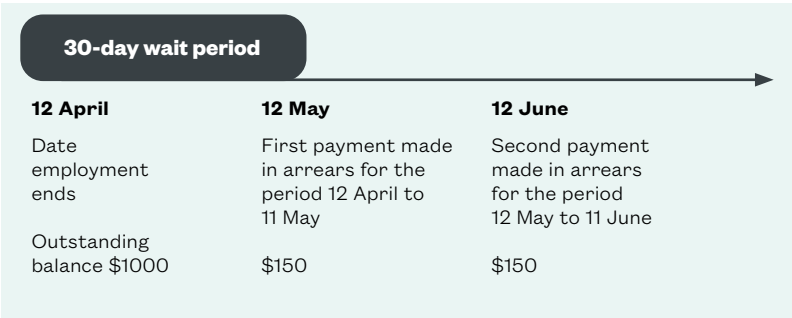 30-day wait period
12 April
Date
employment
ends
Outstanding
balance $1000
12 May
First payment made
in arrears for the
period 12 April to
11 May
$150
12 June
Second payment
made in arrears
for the period
12 May to 11 June
$150